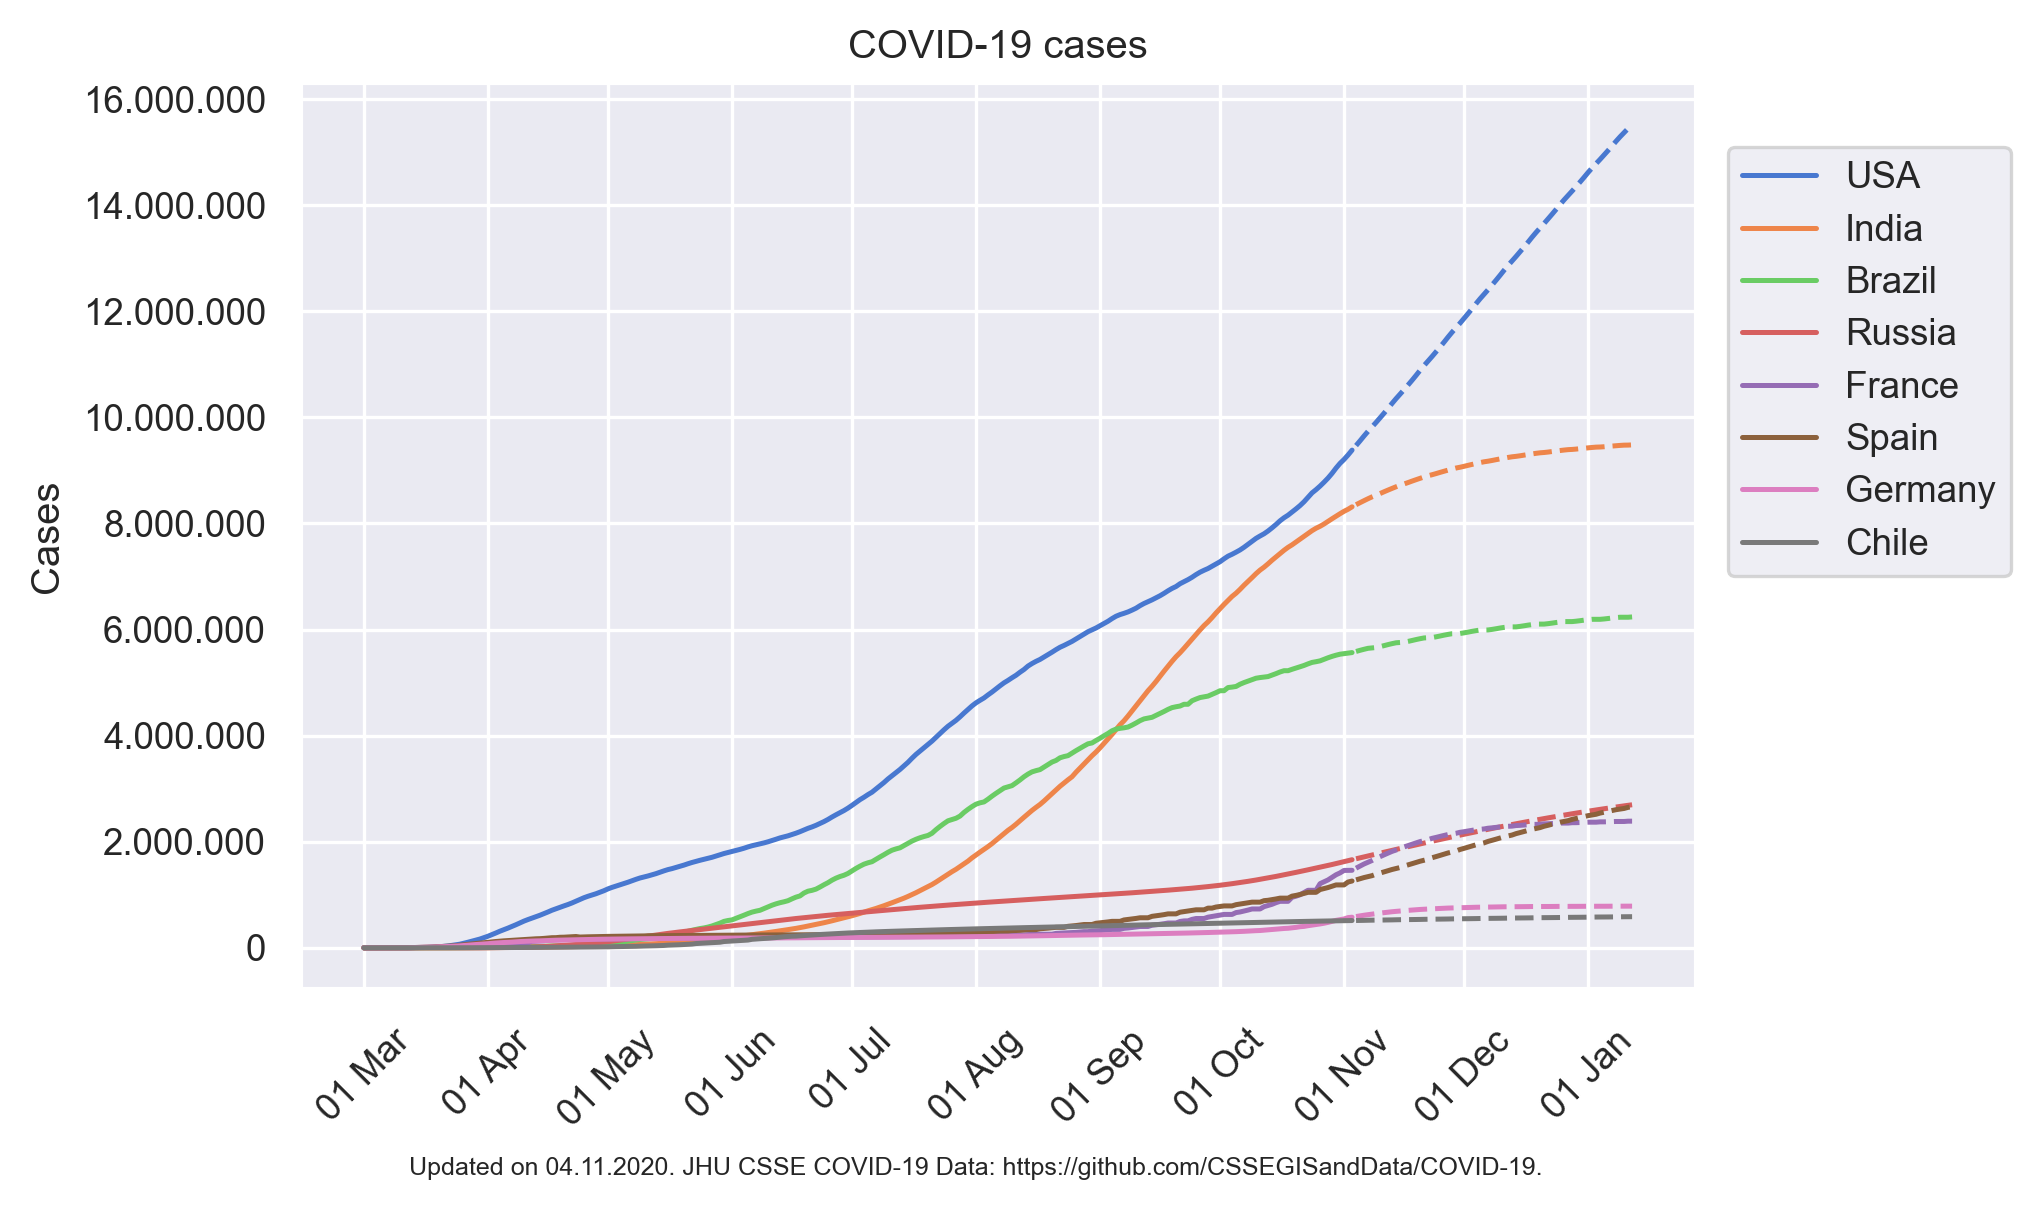 COVID-19 cases
16.000.000
14.000.000
12.000.000
10.000.000
8.000.000
6.000.000
4.000.000
2.000.000
0
Cases
USA
India
Brazil
Russia
France
Spain
Germany
Chile
01 Mar
01 Apr
01 May
01 Jun
01 Jul
01 Aug
01 Sep
01 Oct
01 Nov
01 Dec
01 Jan
Updated on 04.11.2020. JHU CSSE COVID-19 Data: https://github.com/CSSEGISandData/COVID-19.